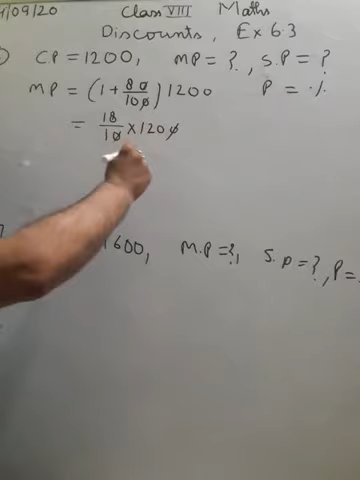 /09/20 Class VIII Maths
Discounts, Ex 6.3
CP = 1200, MP = ?, S.P = ?
MP = (1 + 80/100) 1200 P = .%
= 18/10 × 1200
1600, M.P = ?, S.P = ?, P =